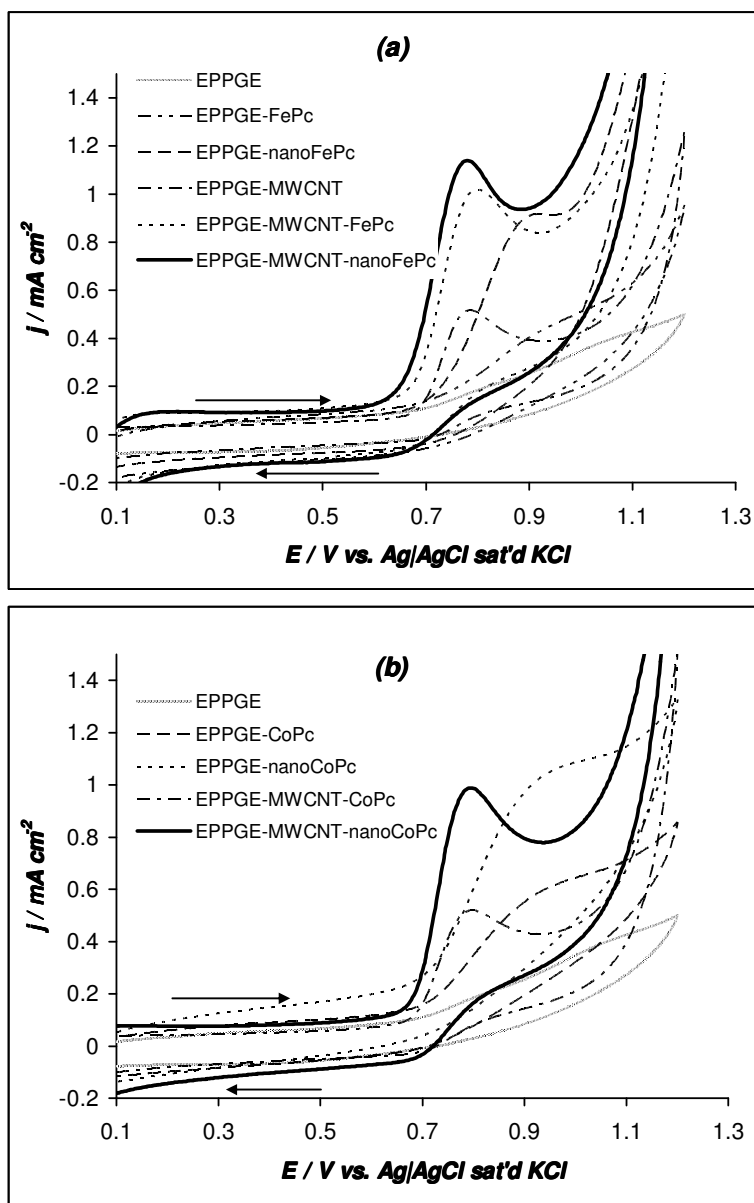 (a)
EPPGE
EPPGE-FePc
EPPGE-nanoFePc
EPPGE-MWCNT
EPPGE-MWCNT-FePc
EPPGE-MWCNT-nanoFePc
1.4
1.2
1
0.8
0.6
0.4
0.2
0
-0.2
j / mA cm-2
0.1 0.3 0.5 0.7 0.9 1.1 1.3
E / V vs. Ag|AgCl sat'd KCl
(b)
EPPGE
EPPGE-CoPc
EPPGE-nanoCoPc
EPPGE-MWCNT-CoPc
EPPGE-MWCNT-nanoCoPc
1.4
1.2
1
0.8
0.6
0.4
0.2
0
-0.2
j / mA cm-2
0.1 0.3 0.5 0.7 0.9 1.1 1.3
E / V vs. Ag|AgCl sat'd KCl